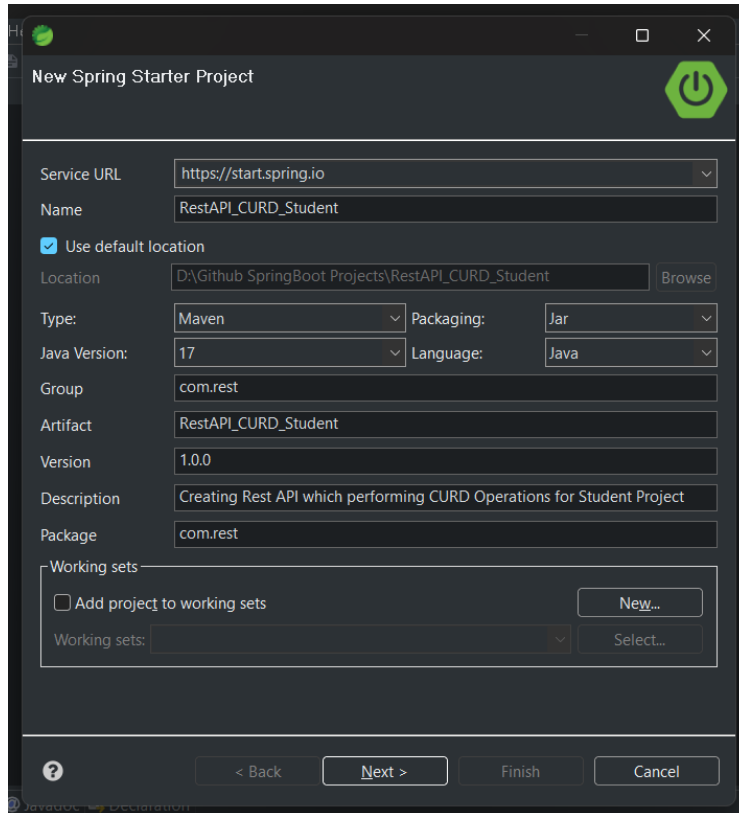 He
New Spring Starter Project
Service URL https://start.spring.io
Name RestAPI_CURD_Student
Use default location
Location D:\Github SpringBoot Projects\RestAPI_CURD_Student Browse
Type: Maven Packaging: Jar
Java Version: 17 Language: Java
Group com.rest
Artifact RestAPI_CURD_Student
Version 1.0.0
Description Creating Rest API which performing CURD Operations for Student Project
Package com.rest
Working sets
Add project to working sets New...
Working sets: Select...
? < Back Next > Finish Cancel
@ Javadoc Declaration